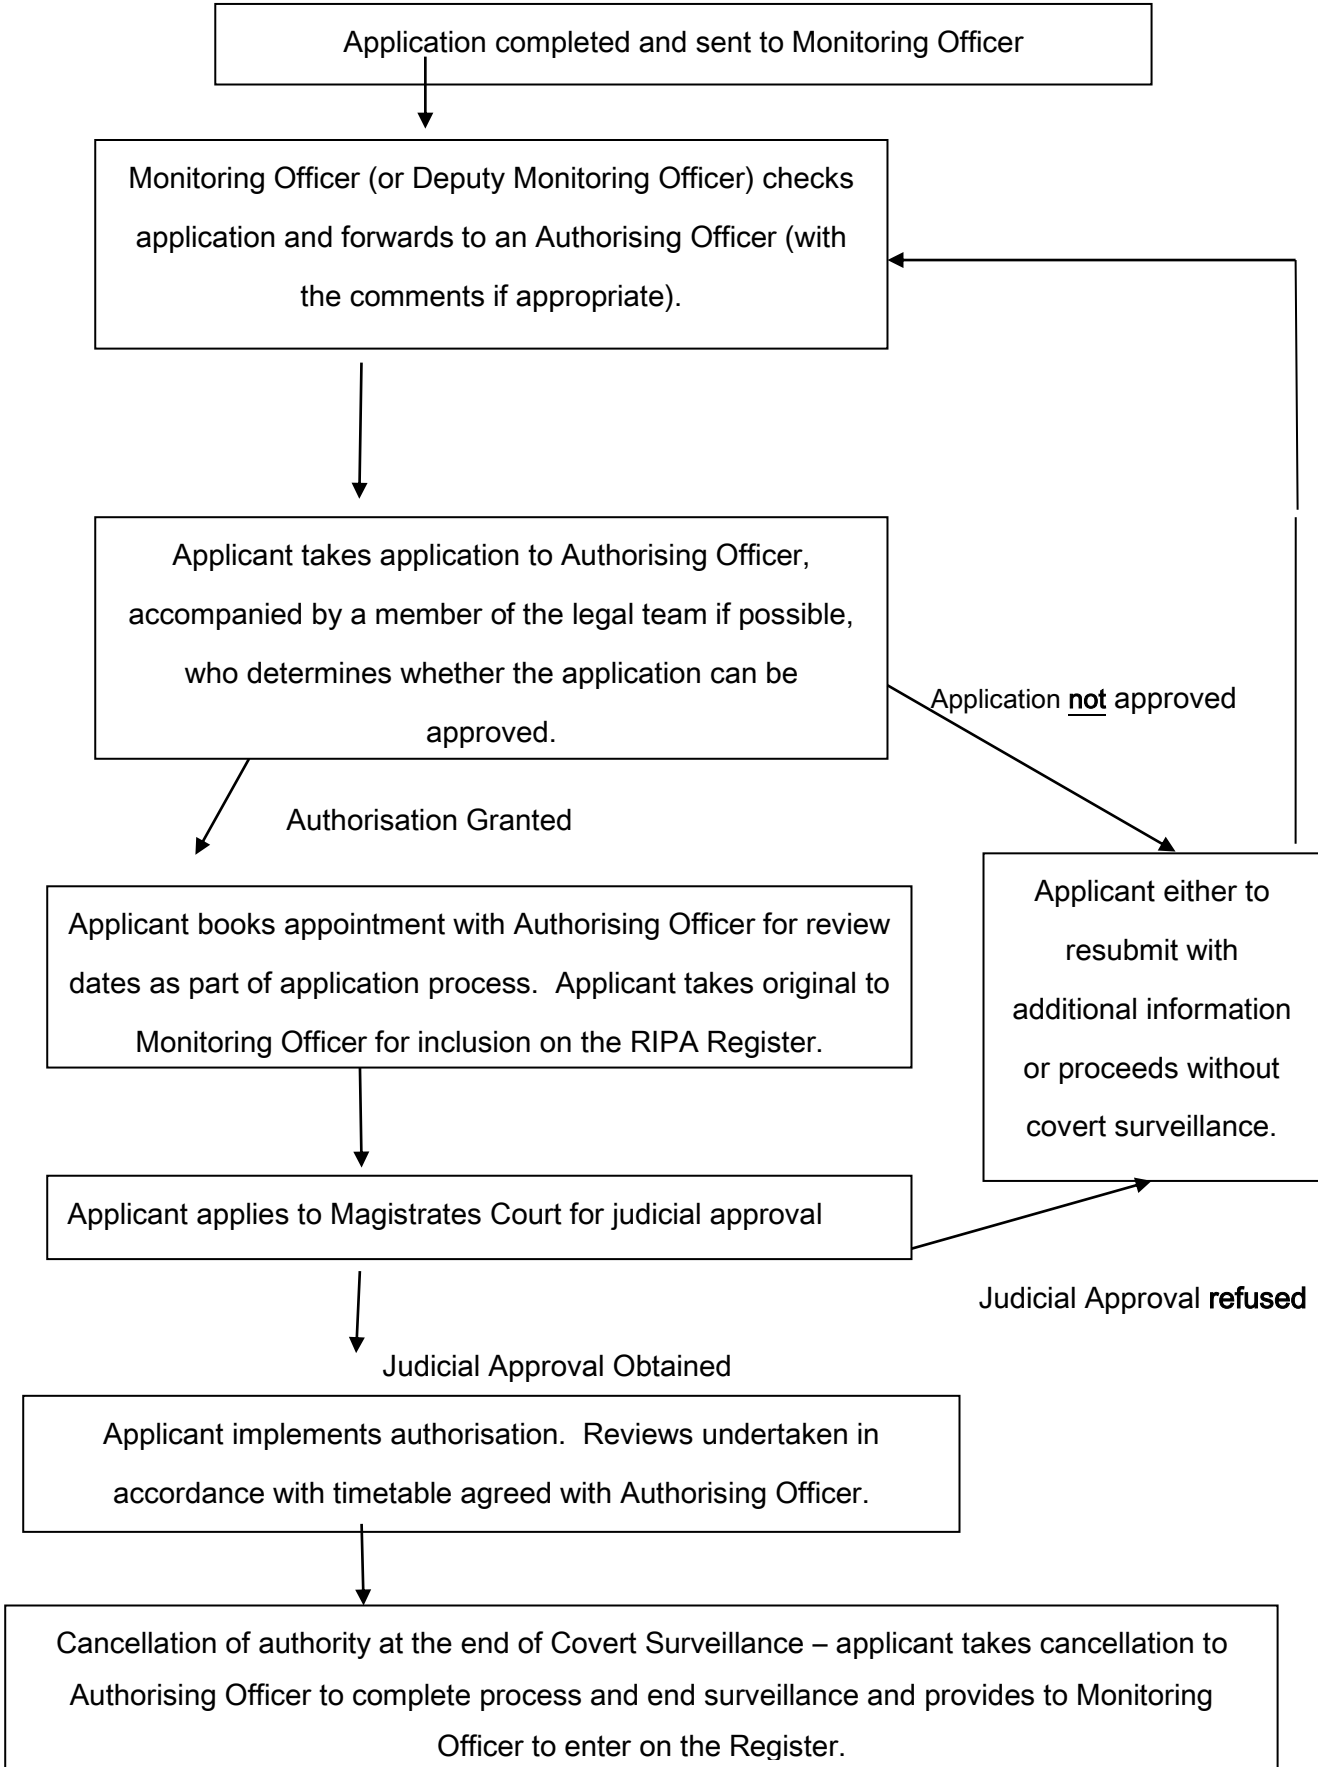 Application completed and sent to Monitoring Officer
Monitoring Officer (or Deputy Monitoring Officer) checks
application and forwards to an Authorising Officer (with
the comments if appropriate).
Applicant takes application to Authorising Officer,
accompanied by a member of the legal team if possible,
who determines whether the application can be
approved.
Application not approved
Authorisation Granted
Applicant either to
resubmit with
additional information
or proceeds without
covert surveillance.
Applicant books appointment with Authorising Officer for review
dates as part of application process.  Applicant takes original to
Monitoring Officer for inclusion on the RIPA Register.
Applicant applies to Magistrates Court for judicial approval
Judicial Approval refused
Judicial Approval Obtained
Applicant implements authorisation.  Reviews undertaken in
accordance with timetable agreed with Authorising Officer.
Cancellation of authority at the end of Covert Surveillance – applicant takes cancellation to
Authorising Officer to complete process and end surveillance and provides to Monitoring
Officer to enter on the Register.